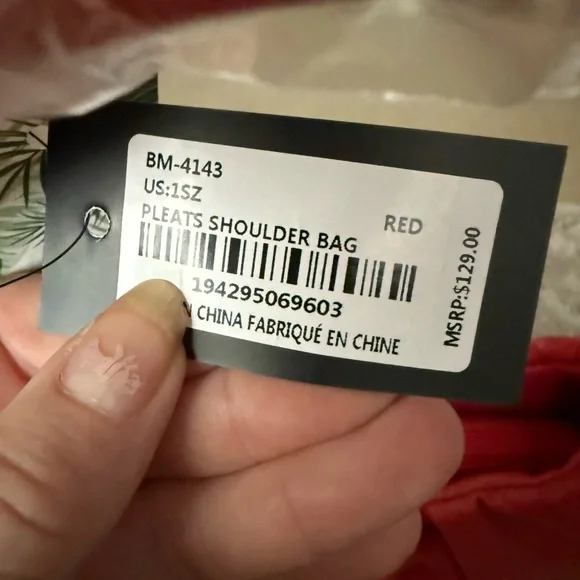 BM-4143
US:1SZ
PLEATS SHOULDER BAG
RED
194295069603
CHINA FABRIQUÉ EN CHINE
MSRP:$129.00